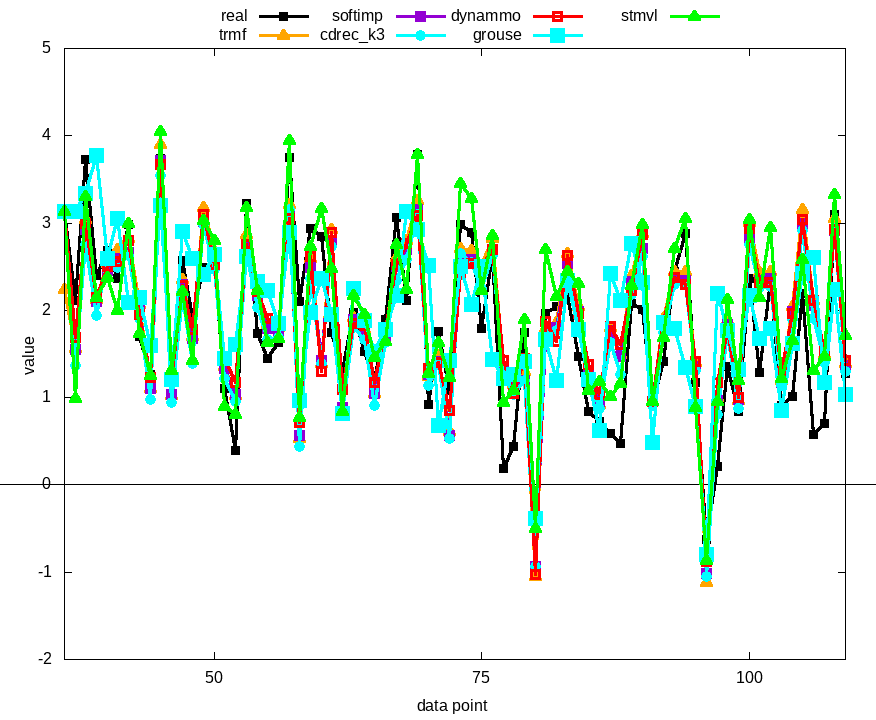 real softimp dynammo stmvl
trmf cdrec_k3 grouse
5
4
3
2
1
0
-1
-2
value
50 75 100
data point